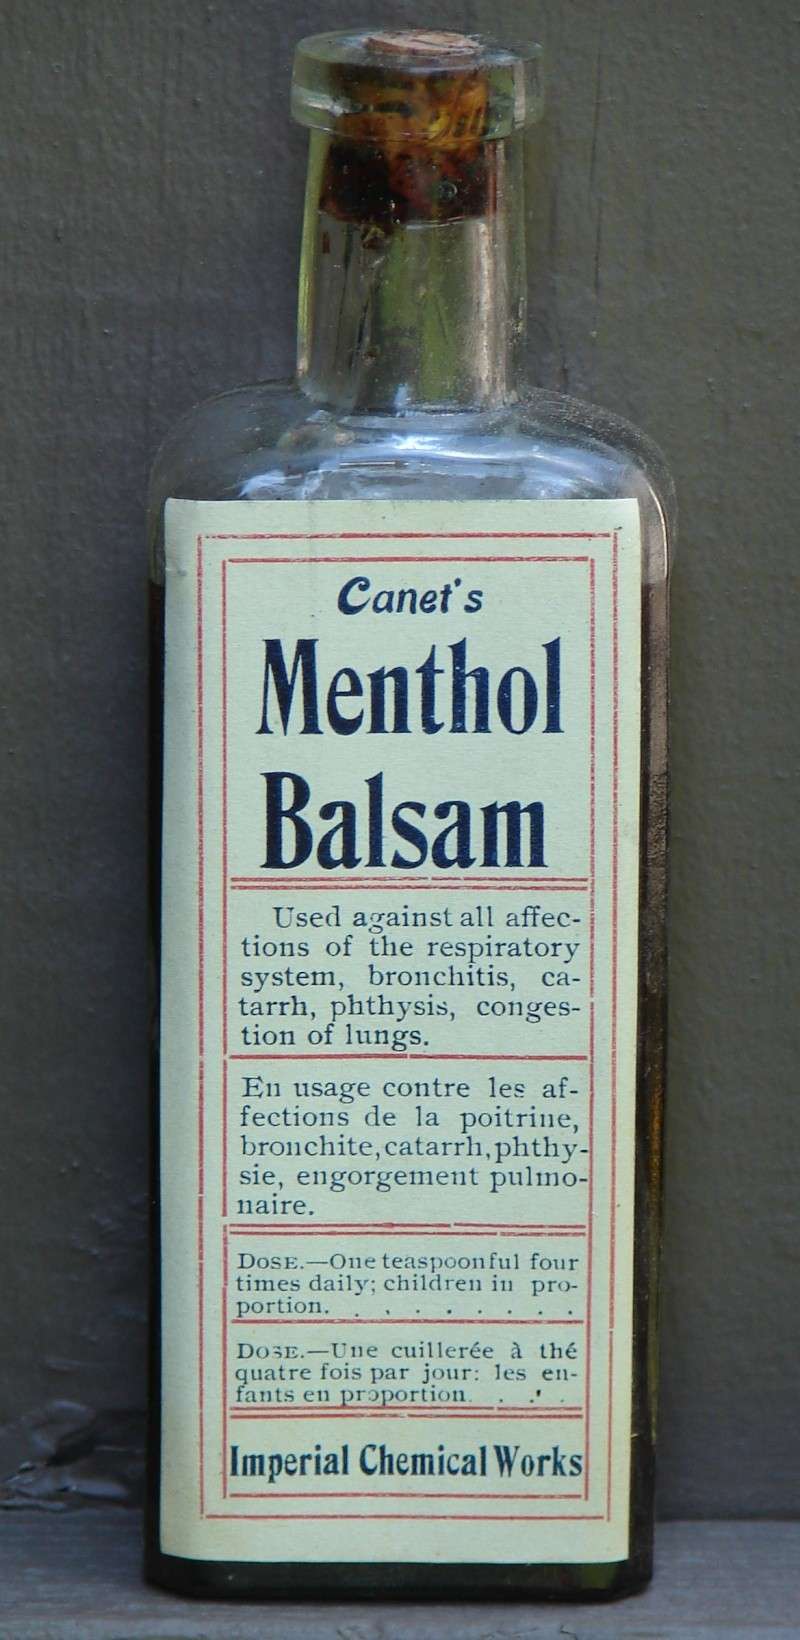 Canet's
Menthol
Balsam
Used against all affec-
tions of the respiratory
system, bronchitis, ca-
tarrh, phthysis, conges-
tion of lungs.
En usage contre les af-
fections de la poitrine,
bronchite, catarrh, phthy-
sie, engorgement pulmo-
naire.
DOSE.—One teaspoonful four
times daily; children in pro-
portion. . . . . . . .
DOSE.—Une cuillerée à thé
quatre fois par jour: les en-
fants en proportion. . . .
Imperial Chemical Works